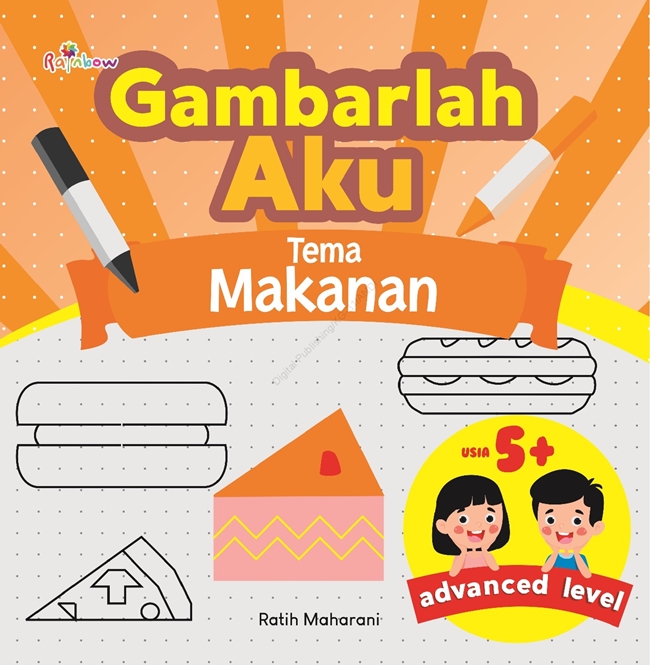 Rainbow
Gambarlah
Aku
Tema
Makanan
USIA 5+
advanced level
Ratih Maharani